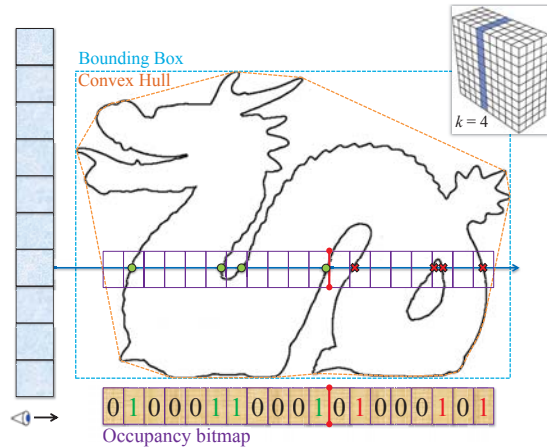 Bounding Box
Convex Hull
k = 4
0 1 0 0 0 1 1 0 0 0 1 0 1 0 0 0 1 0 1
Occupancy bitmap